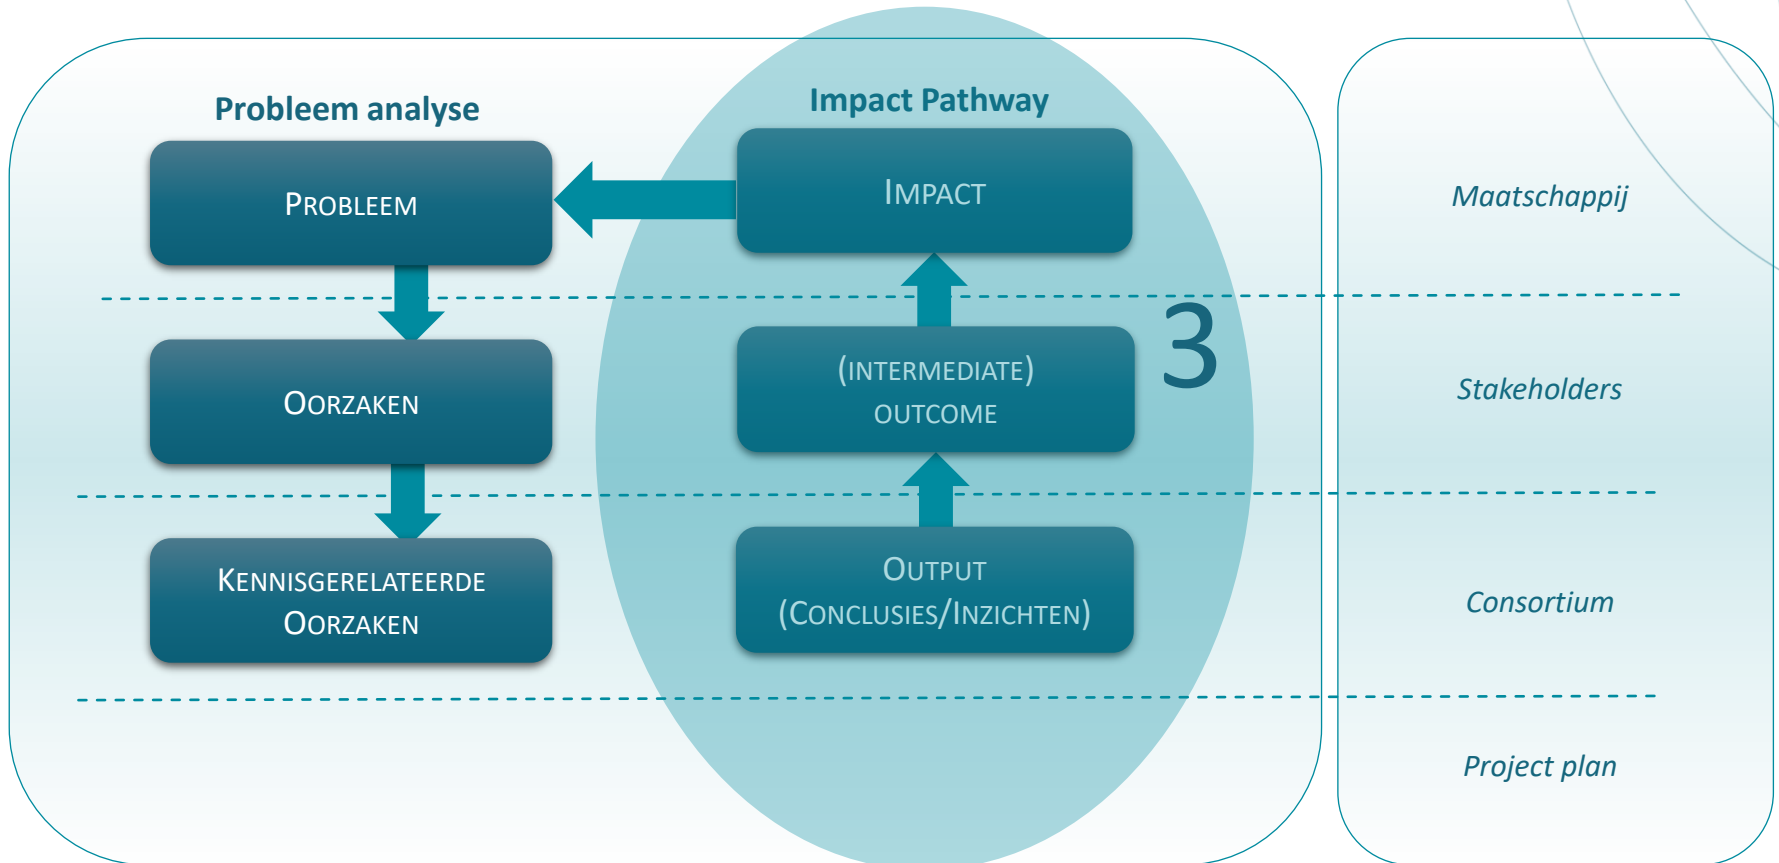 Probleem analyse
Impact Pathway
PROBLEEM
IMPACT
Maatschappij
OORZAKEN
(INTERMEDIATE)
OUTCOME
3
Stakeholders
KENNISGERELATEERDE
OORZAKEN
OUTPUT
(CONCLUSIES/INZICHTEN)
Consortium
Project plan